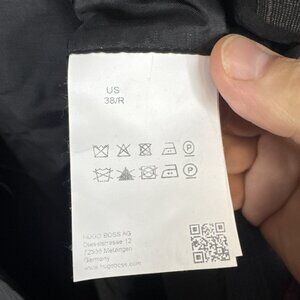 US
38/R
P
P
HUGO BOSS AG
Dieselstrasse 12
72555 Metzingen
Germany
www.hugoboss.com